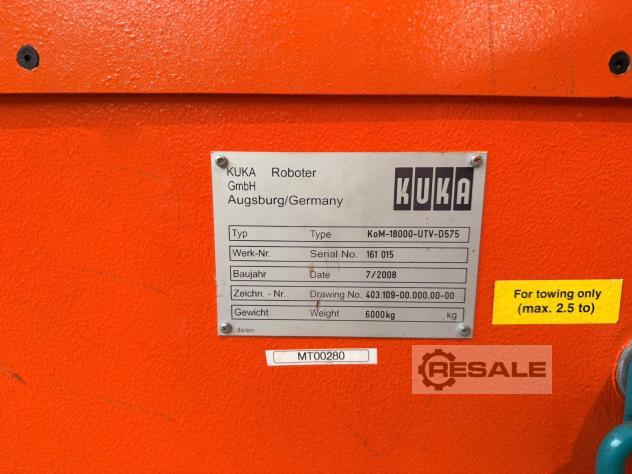 KUKA Roboter
GmbH
Augsburg/Germany
KUKA
Typ Type KoM-18000-UTV-D575
Werk-Nr. Serial No. 161 015
Baujahr Date 7/2008
Zeichn. - Nr. Drawing No. 403.109-00.000.00-00
Gewicht Weight 6000kg kg
de/en
For towing only
(max. 2.5 to)
MT00280
RESALE